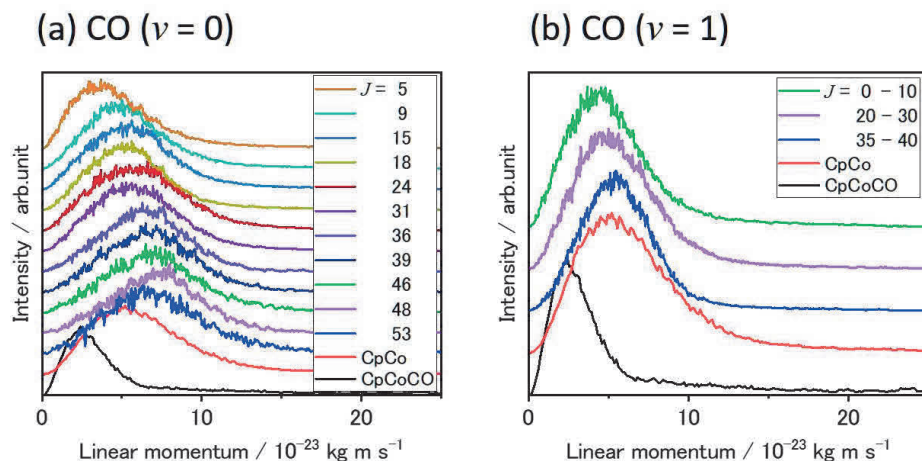 (a) CO (v = 0)
Intensity / arb.unit
J = 5
9
15
18
24
31
36
39
46
48
53
CpCo
CpCoCO
0 10 20
Linear momentum / 10⁻²³ kg m s⁻¹
(b) CO (v = 1)
Intensity / arb.unit
J = 0 – 10
20 – 30
35 – 40
CpCo
CpCoCO
0 10 20
Linear momentum / 10⁻²³ kg m s⁻¹